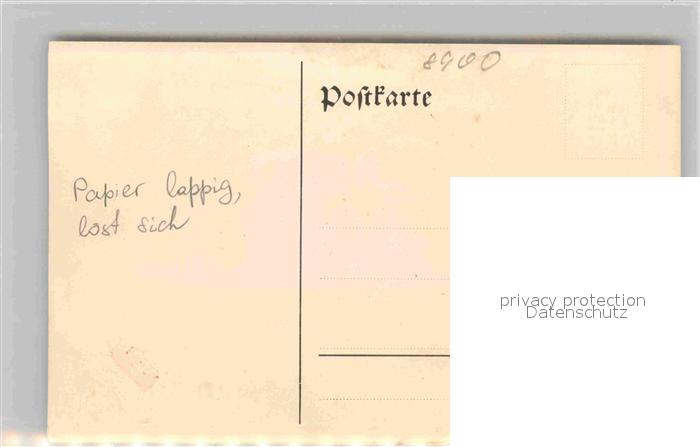 8900
Postkarte
Papier lappig,
löst sich
privacy protection
Datenschutz